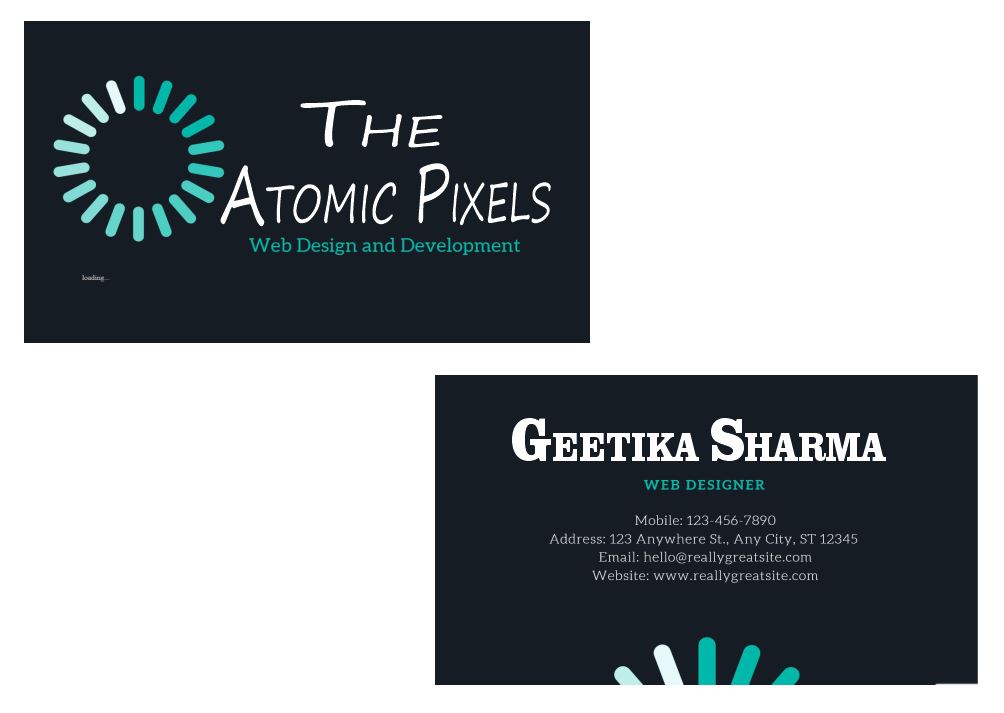 THE
ATOMIC PIXELS
Web Design and Development
loading...
GEETIKA SHARMA
WEB DESIGNER
Mobile: 123-456-7890
Address: 123 Anywhere St., Any City, ST 12345
Email: hello@reallygreatsite.com
Website: www.reallygreatsite.com